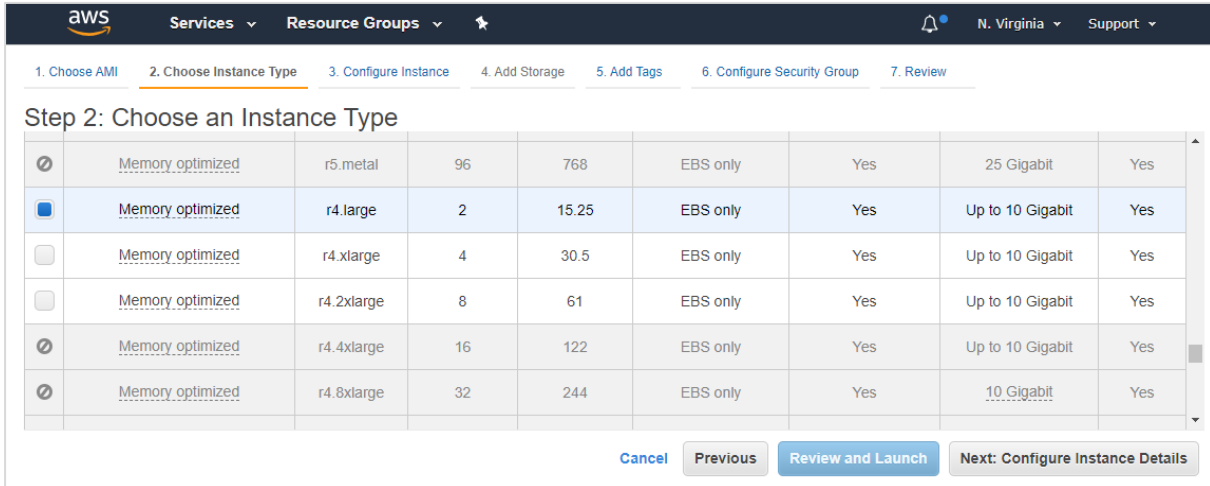 aws Services Resource Groups N. Virginia Support
1. Choose AMI 2. Choose Instance Type 3. Configure Instance 4. Add Storage 5. Add Tags 6. Configure Security Group 7. Review
Step 2: Choose an Instance Type
Memory optimized r5.metal 96 768 EBS only Yes 25 Gigabit Yes
Memory optimized r4.large 2 15.25 EBS only Yes Up to 10 Gigabit Yes
Memory optimized r4.xlarge 4 30.5 EBS only Yes Up to 10 Gigabit Yes
Memory optimized r4.2xlarge 8 61 EBS only Yes Up to 10 Gigabit Yes
Memory optimized r4.4xlarge 16 122 EBS only Yes Up to 10 Gigabit Yes
Memory optimized r4.8xlarge 32 244 EBS only Yes 10 Gigabit Yes
Cancel Previous Review and Launch Next: Configure Instance Details